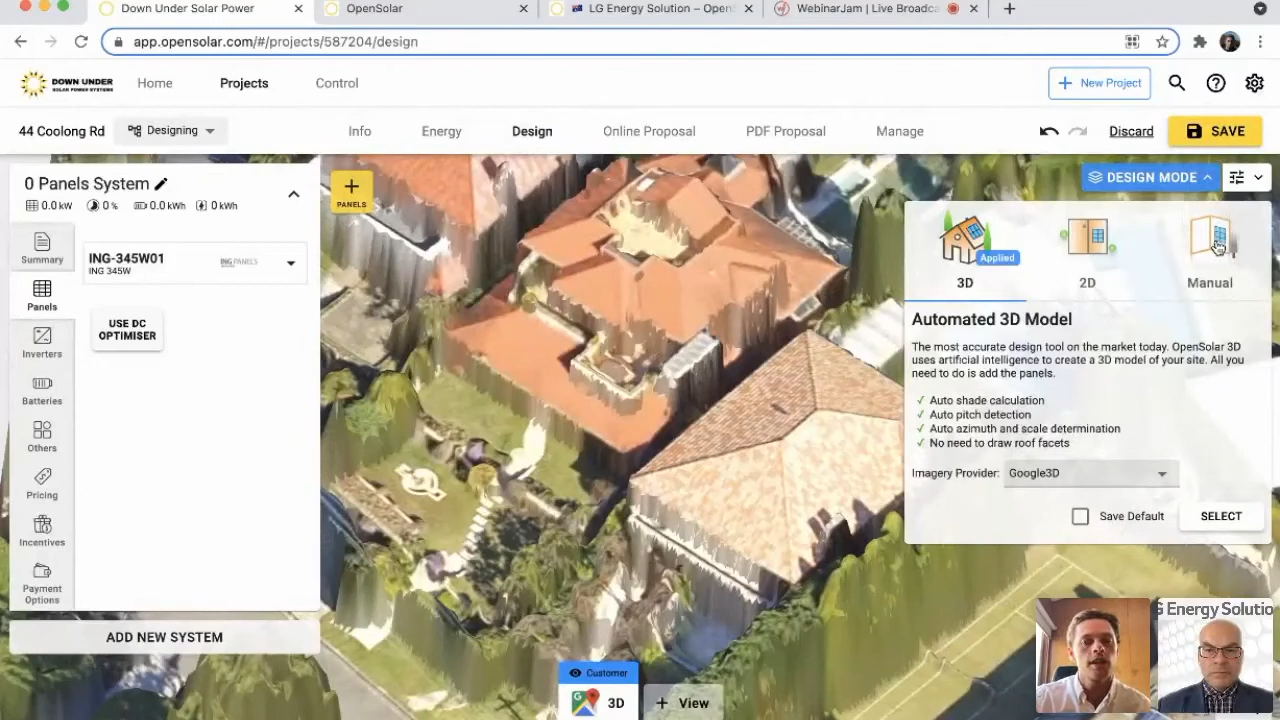 Down Under Solar Power
OpenSolar
LG Energy Solution – OpenS
WebinarJam | Live Broadca
app.opensolar.com/#/projects/587204/design
DOWN UNDER
SOLAR POWER SYSTEMS
Home
Projects
Control
New Project
44 Coolong Rd
Designing
Info
Energy
Design
Online Proposal
PDF Proposal
Manage
Discard
SAVE
0 Panels System
0.0 kW
0 %
0.0 kWh
0 kWh
Summary
Panels
Inverters
Batteries
Others
Pricing
Incentives
Payment
Options
ING-345W01
ING 345W
ING PANELS
USE DC
OPTIMISER
ADD NEW SYSTEM
PANELS
DESIGN MODE
Applied
3D
2D
Manual
Automated 3D Model
The most accurate design tool on the market today. OpenSolar 3D
uses artificial intelligence to create a 3D model of your site. All you
need to do is add the panels.
✓ Auto shade calculation
✓ Auto pitch detection
✓ Auto azimuth and scale determination
✓ No need to draw roof facets
Imagery Provider: Google3D
Save Default
SELECT
Customer
3D
+ View
G Energy Solutio